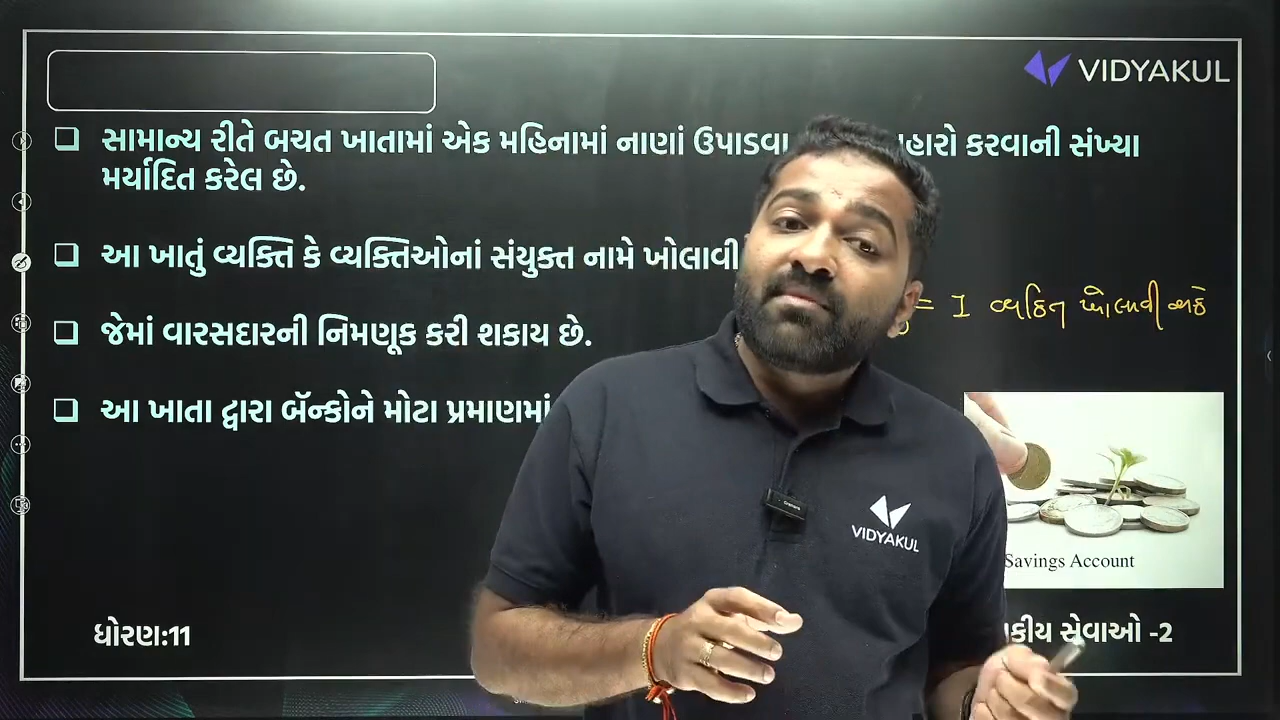 VIDYAKUL
સામાન્ય રીતે બચત ખાતામાં એક મહિનામાં નાણાં ઉપાડવા હારો કરવાની સંખ્યા
મર્યાદિત કરેલ છે.
આ ખાતું વ્યક્તિ કે વ્યક્તિઓનાં સંયુક્ત નામે ખોલાવી
= 1 વ્યકિત ખોલાવી શકે
જેમાં વારસદારની નિમણૂક કરી શકાય છે.
આ ખાતા દ્વારા બૅન્કોને મોટા પ્રમાણમાં
VIDYAKUL
Savings Account
ધોરણ:11
કીય સેવાઓ -2